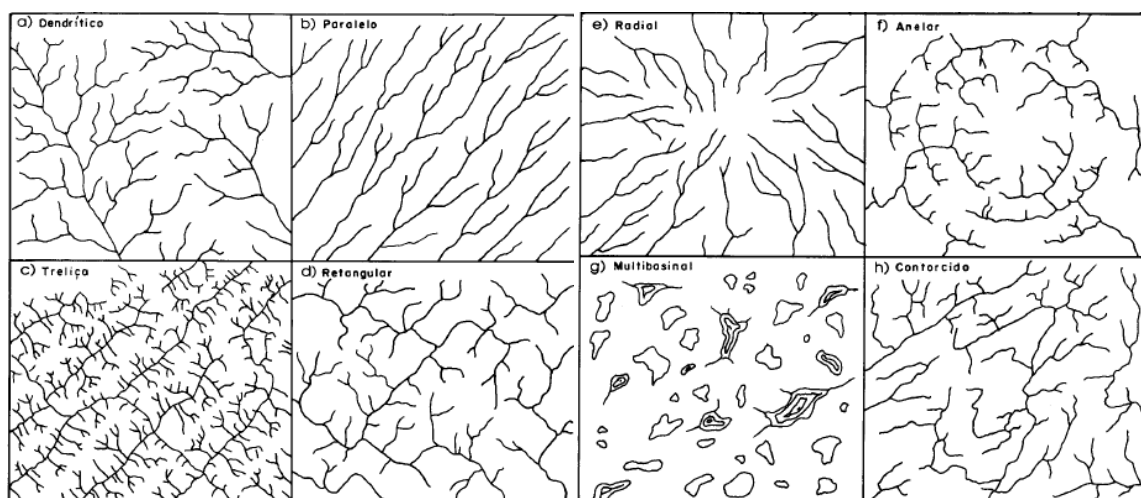 a) Dendrítico
b) Paralelo
c) Treliça
d) Retangular
e) Radial
f) Anelar
g) Multibasinal
h) Contorcido